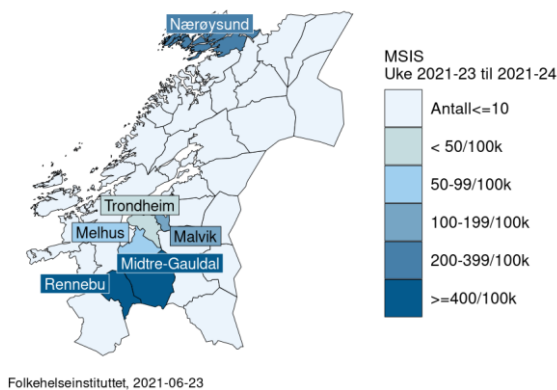 Nærøysund
Trondheim
Melhus
Malvik
Midtre-Gauldal
Rennebu
MSIS
Uke 2021-23 til 2021-24
Antall<=10
< 50/100k
50-99/100k
100-199/100k
200-399/100k
>=400/100k
Folkehelseinstituttet, 2021-06-23